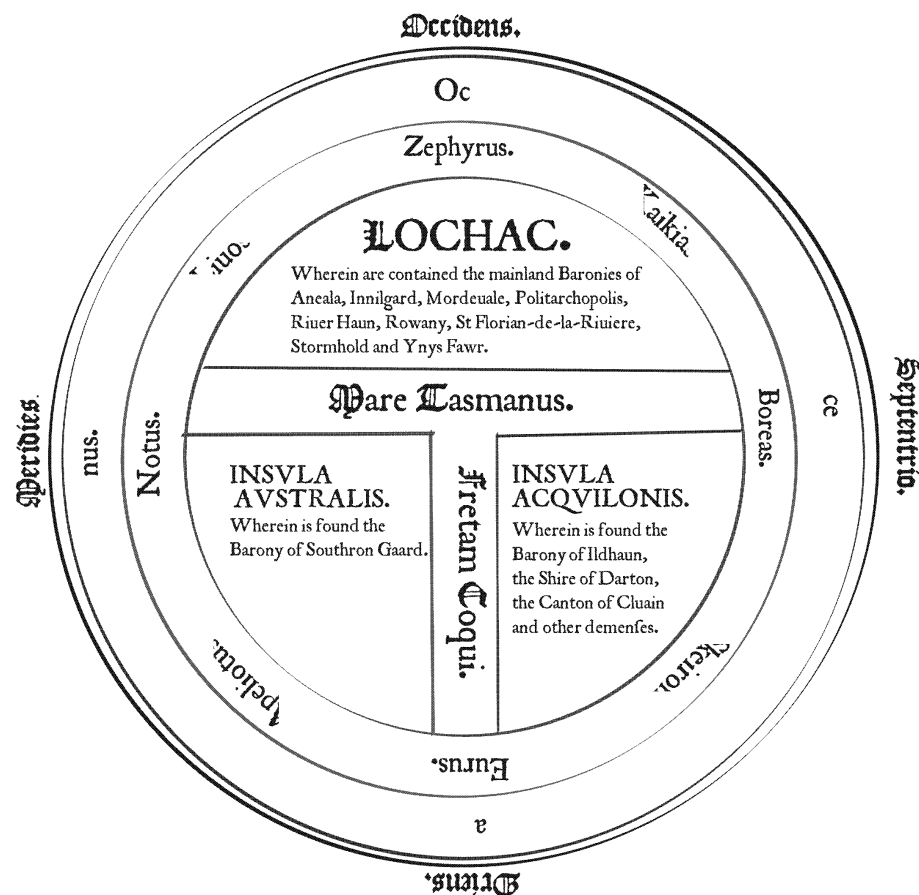 Occidens.
Oc
Zephyrus.
LOCHAC.
Wherein are contained the mainland Baronies of
Aneala, Innilgard, Mordeuale, Politarchopolis,
Riuer Haun, Rowany, St Florian-de-la-Riuiere,
Stormhold and Ynys Fawr.
Mare Tasmanus.
Meridies.
nus.
Notus.
Boreas.
ce
Septentrio.
INSVLA
AVSTRALIS.
Wherein is found the
Barony of Southron Gaard.
Fretam Coqui.
INSVLA
ACQVILONIS.
Wherein is found the
Barony of Ildhaun,
the Shire of Darton,
the Canton of Cluain
and other demenſes.
Eurus.
a
Oriens.